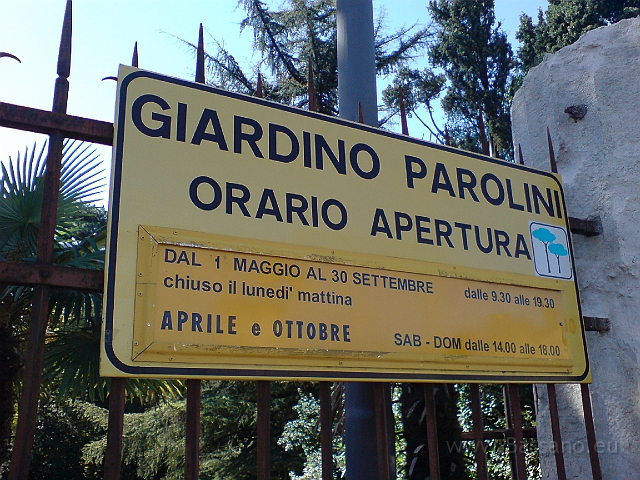 GIARDINO PAROLINI
ORARIO APERTURA
DAL 1 MAGGIO AL 30 SETTEMBRE dalle 9.30 alle 19.30
chiuso il lunedi' mattina
APRILE e OTTOBRE SAB - DOM dalle 14.00 alle 18.00